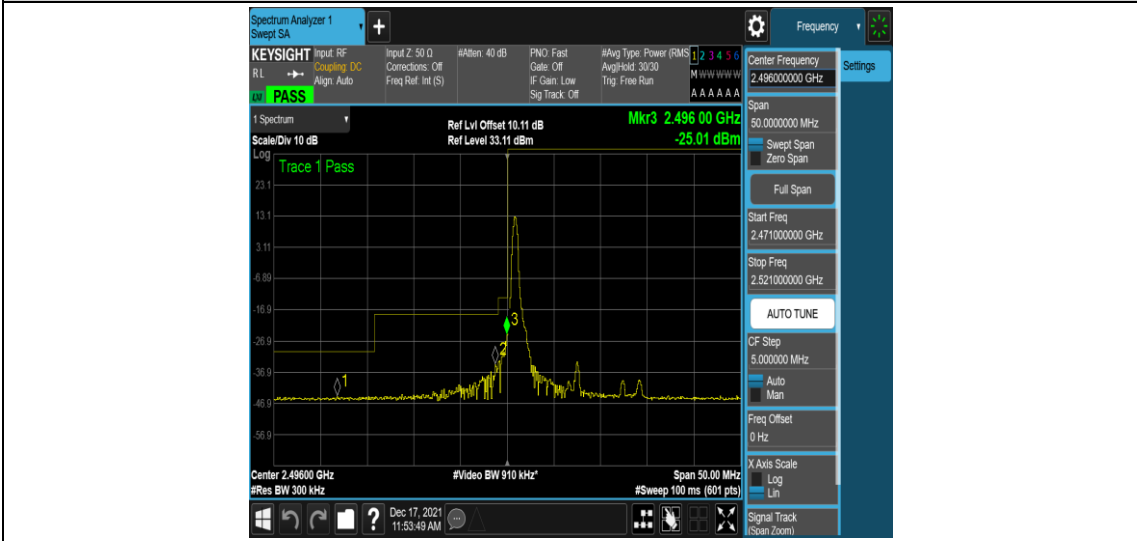 Spectrum Analyzer 1
Swept SA
+
Frequency
KEYSIGHT
RL
LM PASS
Input: RF
Coupling: DC
Align: Auto
Input Z: 50 Ω
Corrections: Off
Freq Ref: Int (S)
#Atten: 40 dB
PNO: Fast
Gate: Off
IF Gain: Low
Sig Track: Off
#Avg Type: Power (RMS
Avg|Hold: 30/30
Trig: Free Run
1 2 3 4 5 6
M W W W W W
A A A A A A
1 Spectrum
Scale/Div 10 dB
Ref Lvl Offset 10.11 dB
Ref Level 33.11 dBm
Mkr3 2.496 00 GHz
-25.01 dBm
Log
Trace 1 Pass
23.1
13.1
3.11
-6.89
-16.9
-26.9
-36.9
-46.9
-56.9
1
2
3
Center 2.49600 GHz
#Res BW 300 kHz
#Video BW 910 kHz*
Span 50.00 MHz
#Sweep 100 ms (601 pts)
Center Frequency
2.496000000 GHz
Settings
Span
50.0000000 MHz
Swept Span
Zero Span
Full Span
Start Freq
2.471000000 GHz
Stop Freq
2.521000000 GHz
AUTO TUNE
CF Step
5.000000 MHz
Auto
Man
Freq Offset
0 Hz
X Axis Scale
Log
Lin
Signal Track
(Span Zoom)
?
Dec 17, 2021
11:53:49 AM